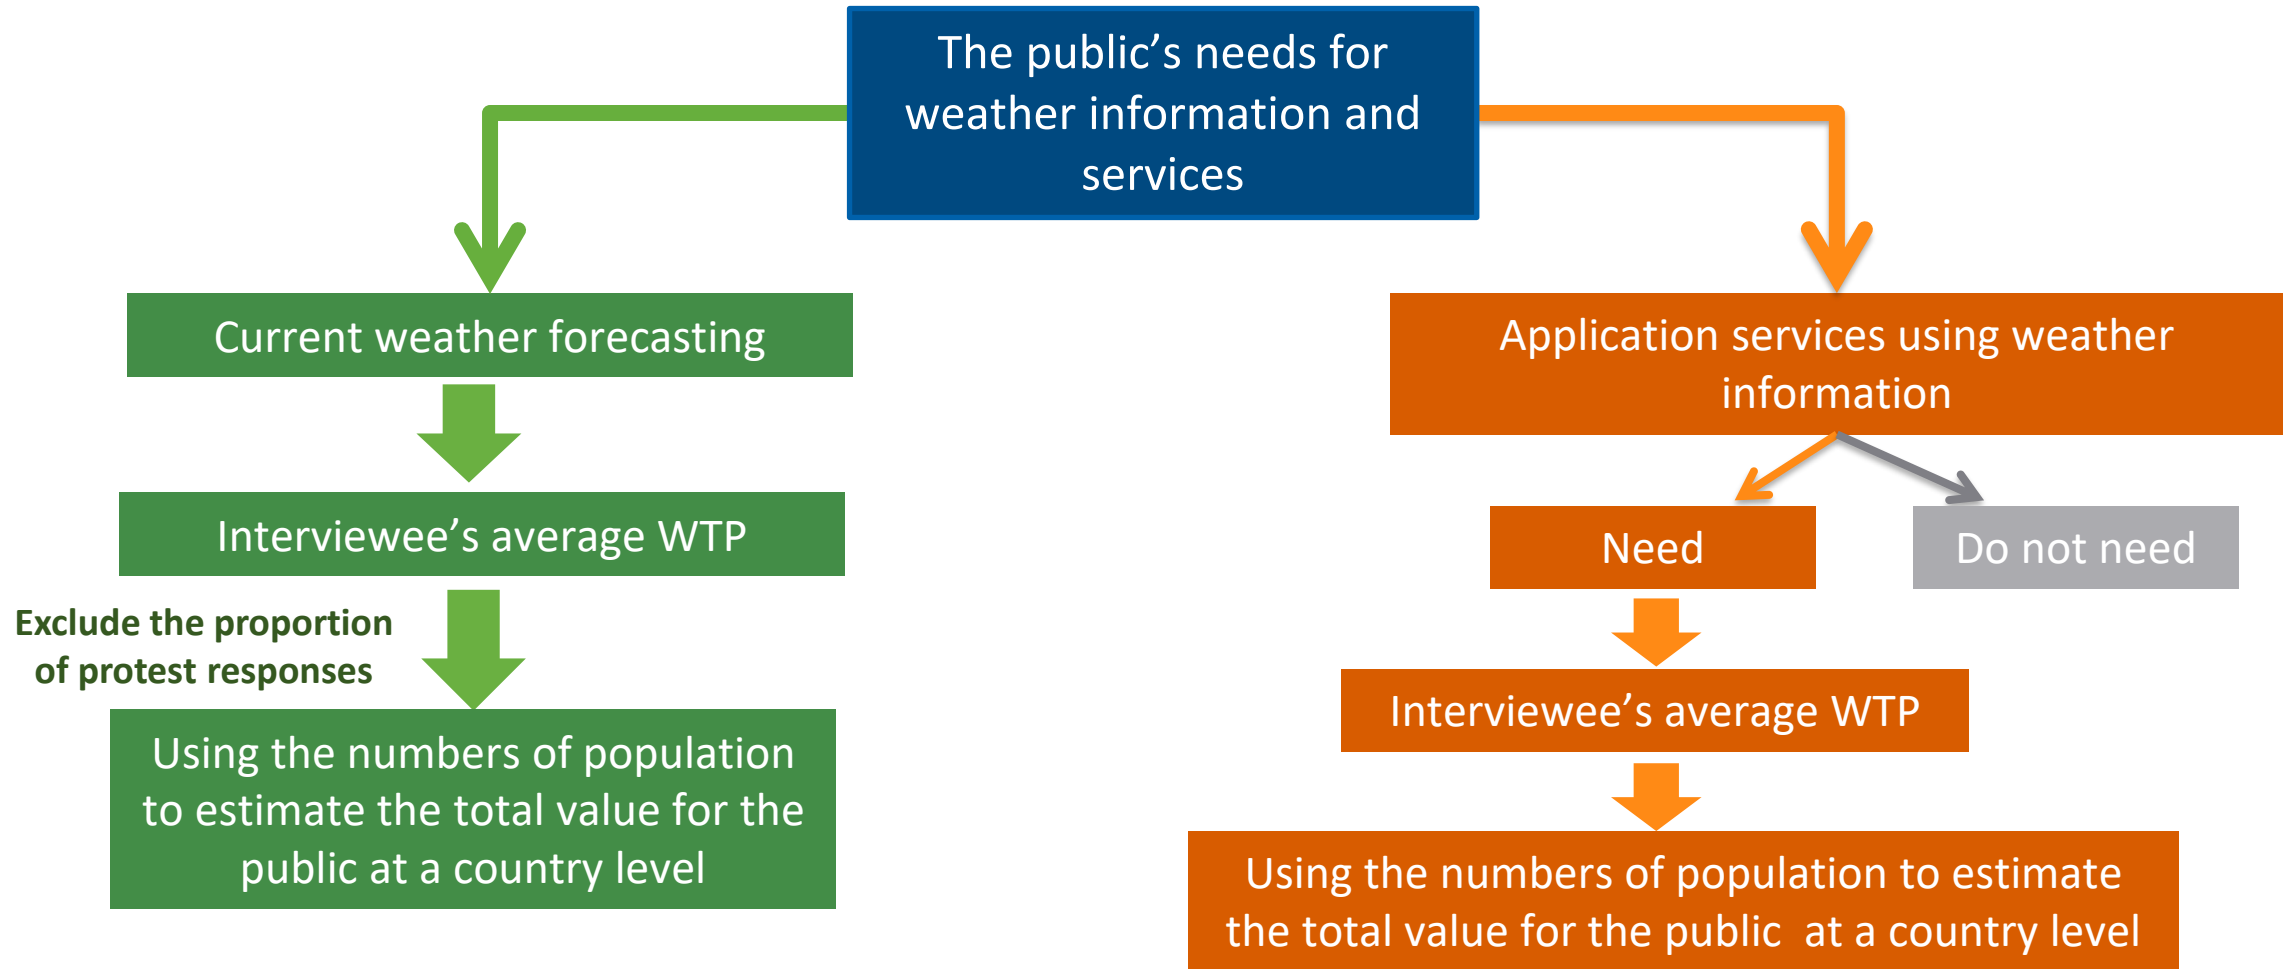 The public’s needs for
weather information and
services
Current weather forecasting
Interviewee’s average WTP
Exclude the proportion
of protest responses
Using the numbers of population
to estimate the total value for the
public at a country level
Application services using weather
information
Need
Do not need
Interviewee’s average WTP
Using the numbers of population to estimate
the total value for the public  at a country level